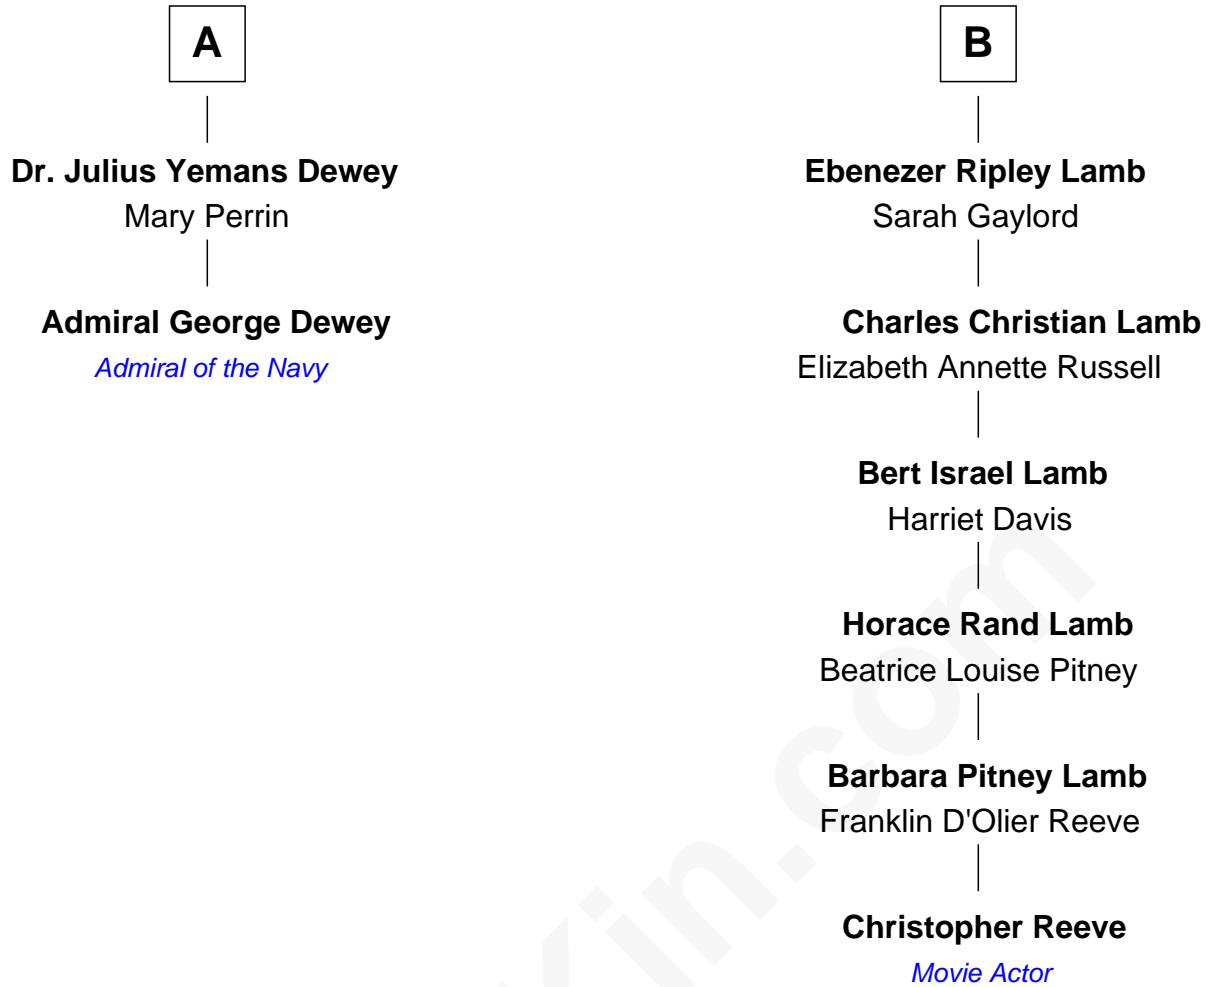 A
Dr. Julius Yemans Dewey
Mary Perrin
Admiral George Dewey
Admiral of the Navy
B
Ebenezer Ripley Lamb
Sarah Gaylord
Charles Christian Lamb
Elizabeth Annette Russell
Bert Israel Lamb
Harriet Davis
Horace Rand Lamb
Beatrice Louise Pitney
Barbara Pitney Lamb
Franklin D'Olier Reeve
Christopher Reeve
Movie Actor
in.com